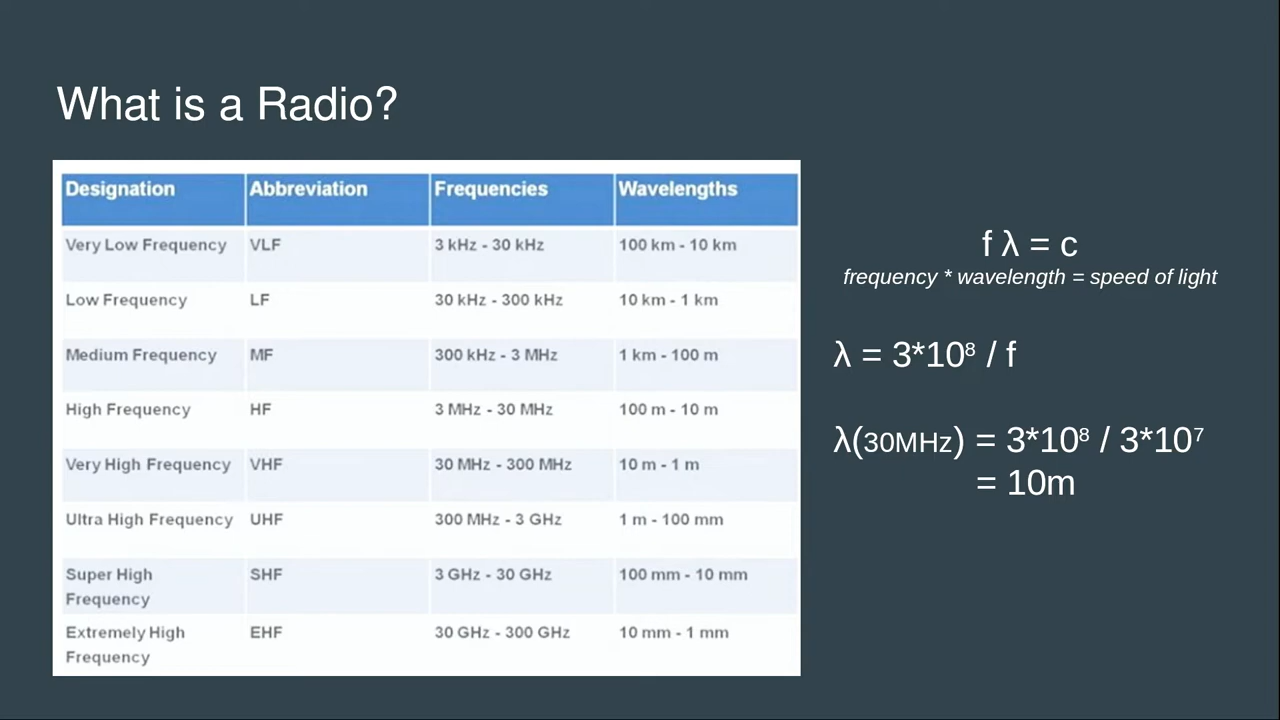 What is a Radio?
Designation Abbreviation Frequencies Wavelengths
Very Low Frequency VLF 3 kHz - 30 kHz 100 km - 10 km
Low Frequency LF 30 kHz - 300 kHz 10 km - 1 km
Medium Frequency MF 300 kHz - 3 MHz 1 km - 100 m
High Frequency HF 3 MHz - 30 MHz 100 m - 10 m
Very High Frequency VHF 30 MHz - 300 MHz 10 m - 1 m
Ultra High Frequency UHF 300 MHz - 3 GHz 1 m - 100 mm
Super High Frequency SHF 3 GHz - 30 GHz 100 mm - 10 mm
Extremely High Frequency EHF 30 GHz - 300 GHz 10 mm - 1 mm
f λ = c
frequency * wavelength = speed of light
λ = 3*10⁸ / f
λ(30MHz) = 3*10⁸ / 3*10⁷
= 10m